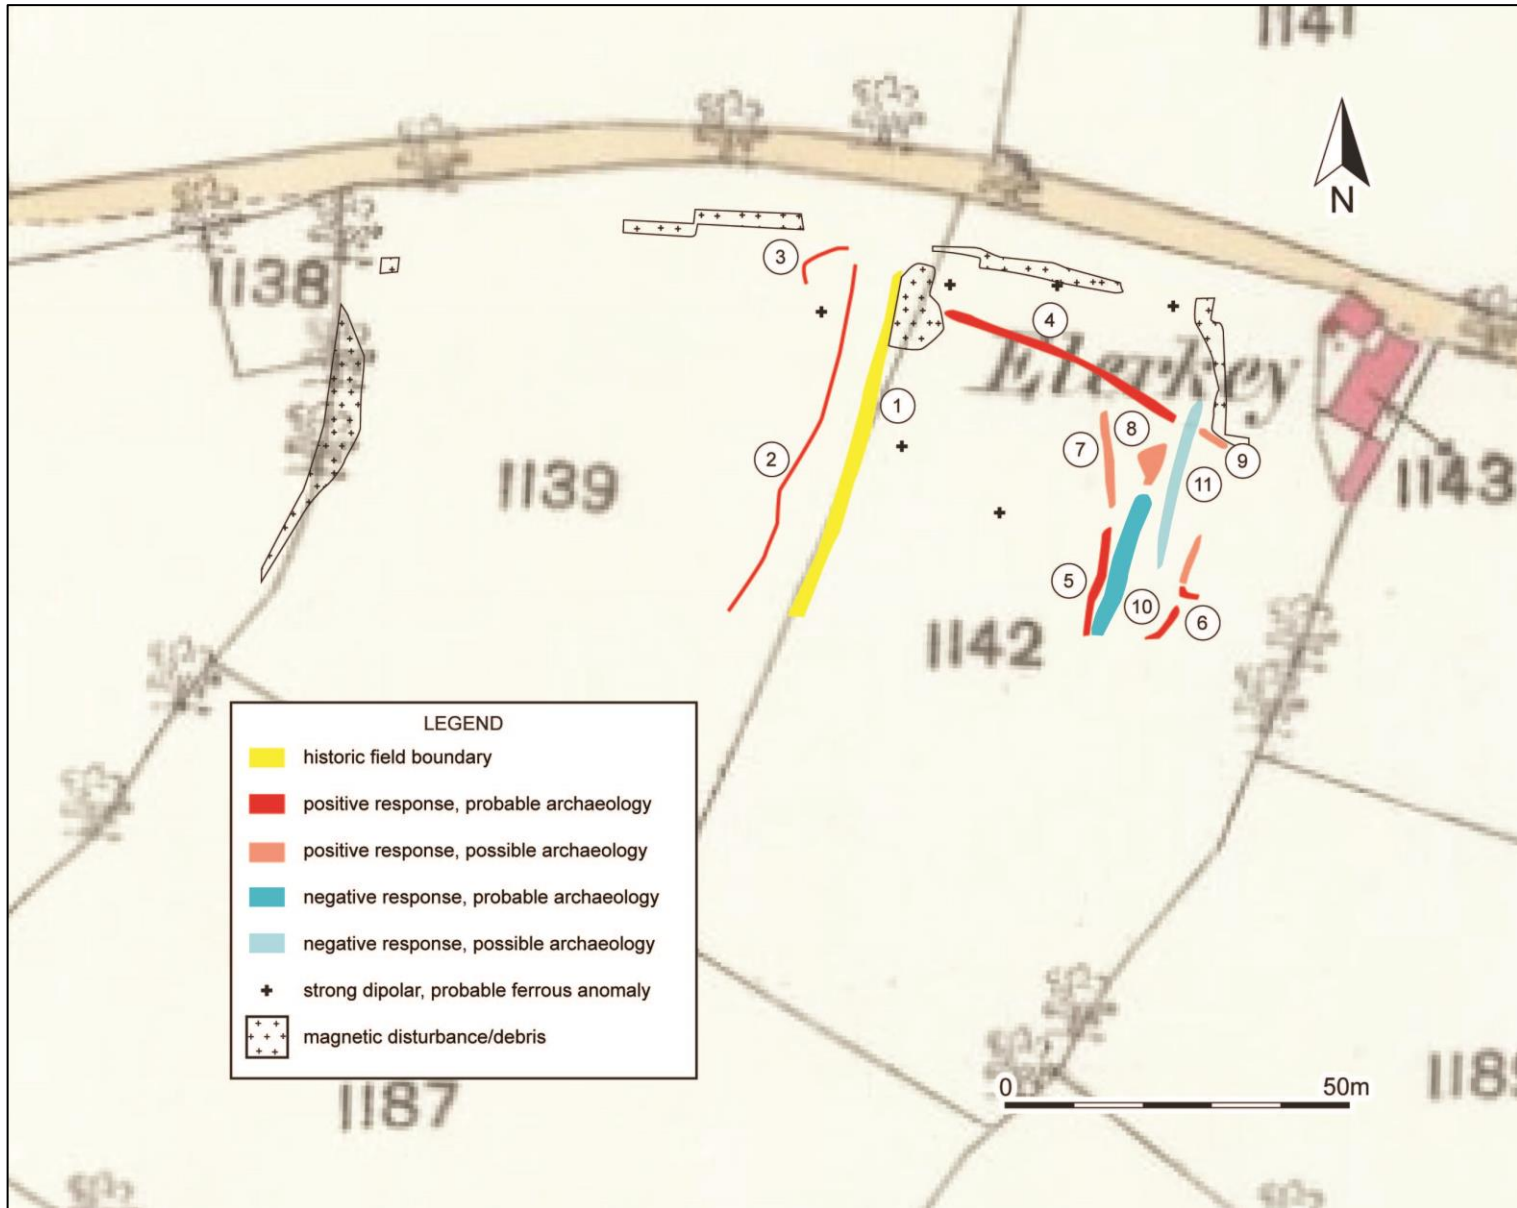 1141
N
1138
3
4
Elerkey
1
2
7
8
9
11
1139
1143
5
10
6
1142
LEGEND
historic field boundary
positive response, probable archaeology
positive response, possible archaeology
negative response, probable archaeology
negative response, possible archaeology
strong dipolar, probable ferrous anomaly
magnetic disturbance/debris
0 50m
1187